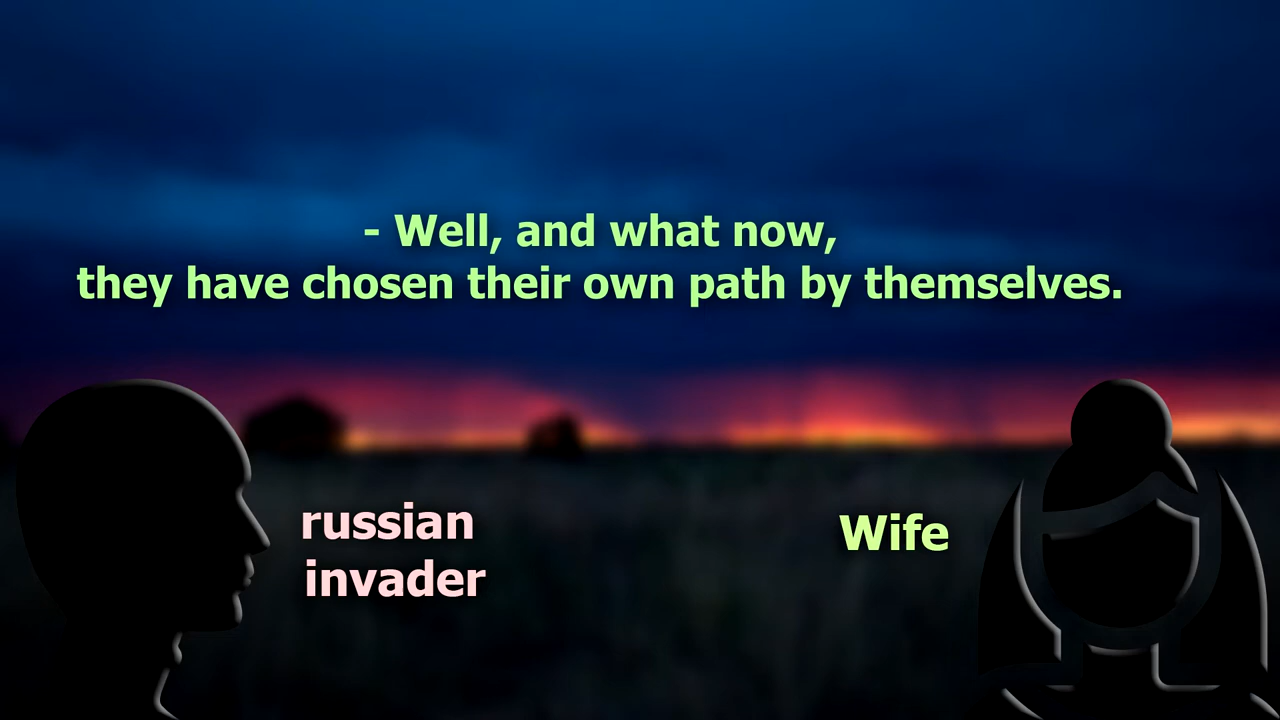 - Well, and what now,
they have chosen their own path by themselves.
russian
invader
Wife